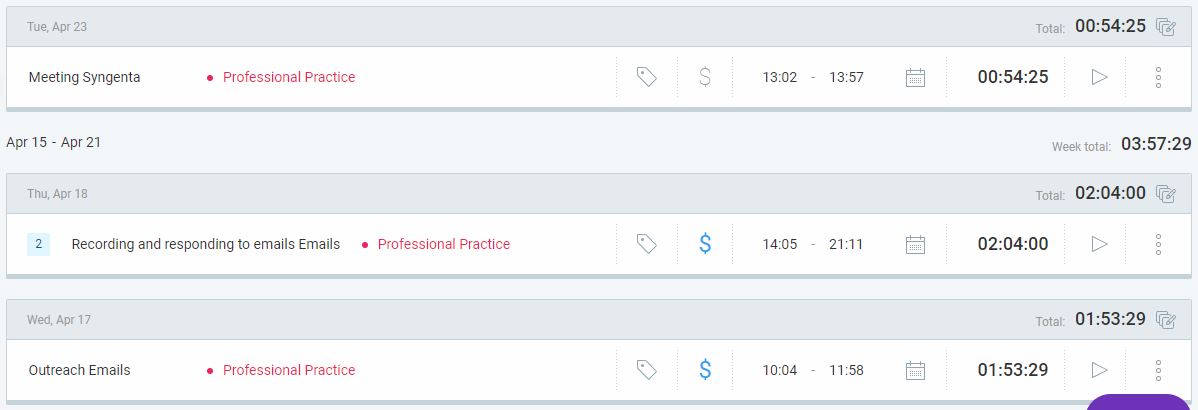 Tue, Apr 23 Total: 00:54:25
Meeting Syngenta • Professional Practice $ 13:02 - 13:57 00:54:25
Apr 15 - Apr 21 Week total: 03:57:29
Thu, Apr 18 Total: 02:04:00
2 Recording and responding to emails Emails • Professional Practice $ 14:05 - 21:11 02:04:00
Wed, Apr 17 Total: 01:53:29
Outreach Emails • Professional Practice $ 10:04 - 11:58 01:53:29